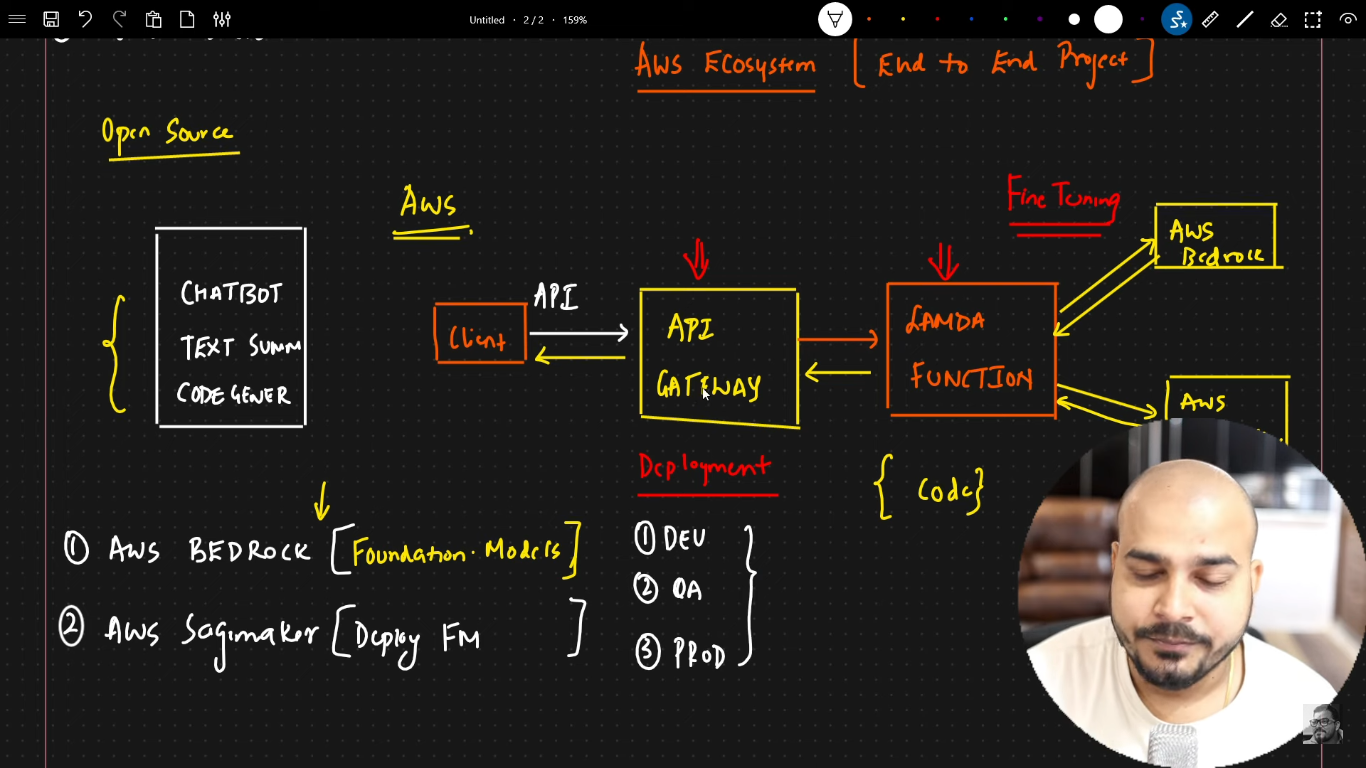 Untitled • 2 / 2 • 159%
AWS Ecosystem [ End to End Project ]
Open Source
AWS
Fine Tuning
CHATBOT
TEXT SUMM
CODE GENER
Client
API
API
GATEWAY
LAMDA
FUNCTION
AWS
Bedrock
AWS
Deployment
{ Code }
① AWS BEDROCK [Foundation Models]
② AWS Sagimaker [Deploy FM ]
① DEV
② QA
③ PROD